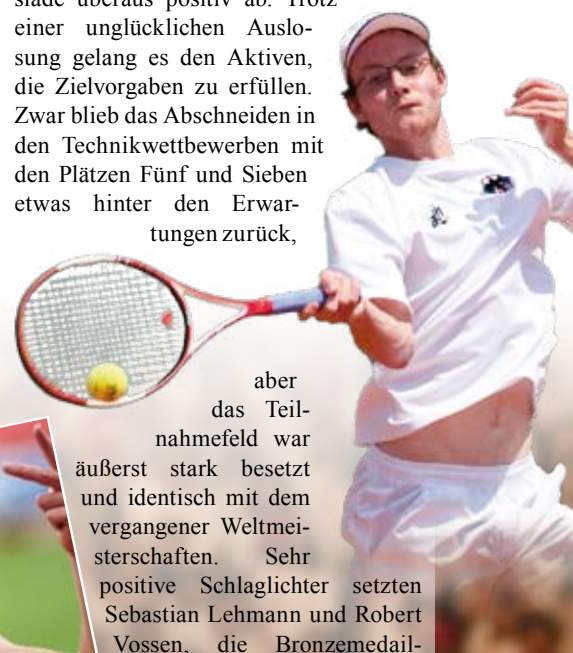 siade überaus positiv ab. Trotz
einer unglücklichen Auslo-
sung gelang es den Aktiven,
die Zielvorgaben zu erfüllen.
Zwar blieb das Abschneiden in
den Technikwettbewerben mit
den Plätzen Fünf und Sieben
etwas hinter den Erwar-
tungen zurück,
aber
das Teil-
nahmefeld war
äußerst stark besetzt
und identisch mit dem
vergangener Weltmei-
sterschaften. Sehr
positive Schlaglichter setzten
Sebastian Lehmann und Robert
Vossen, die Bronzemedail-